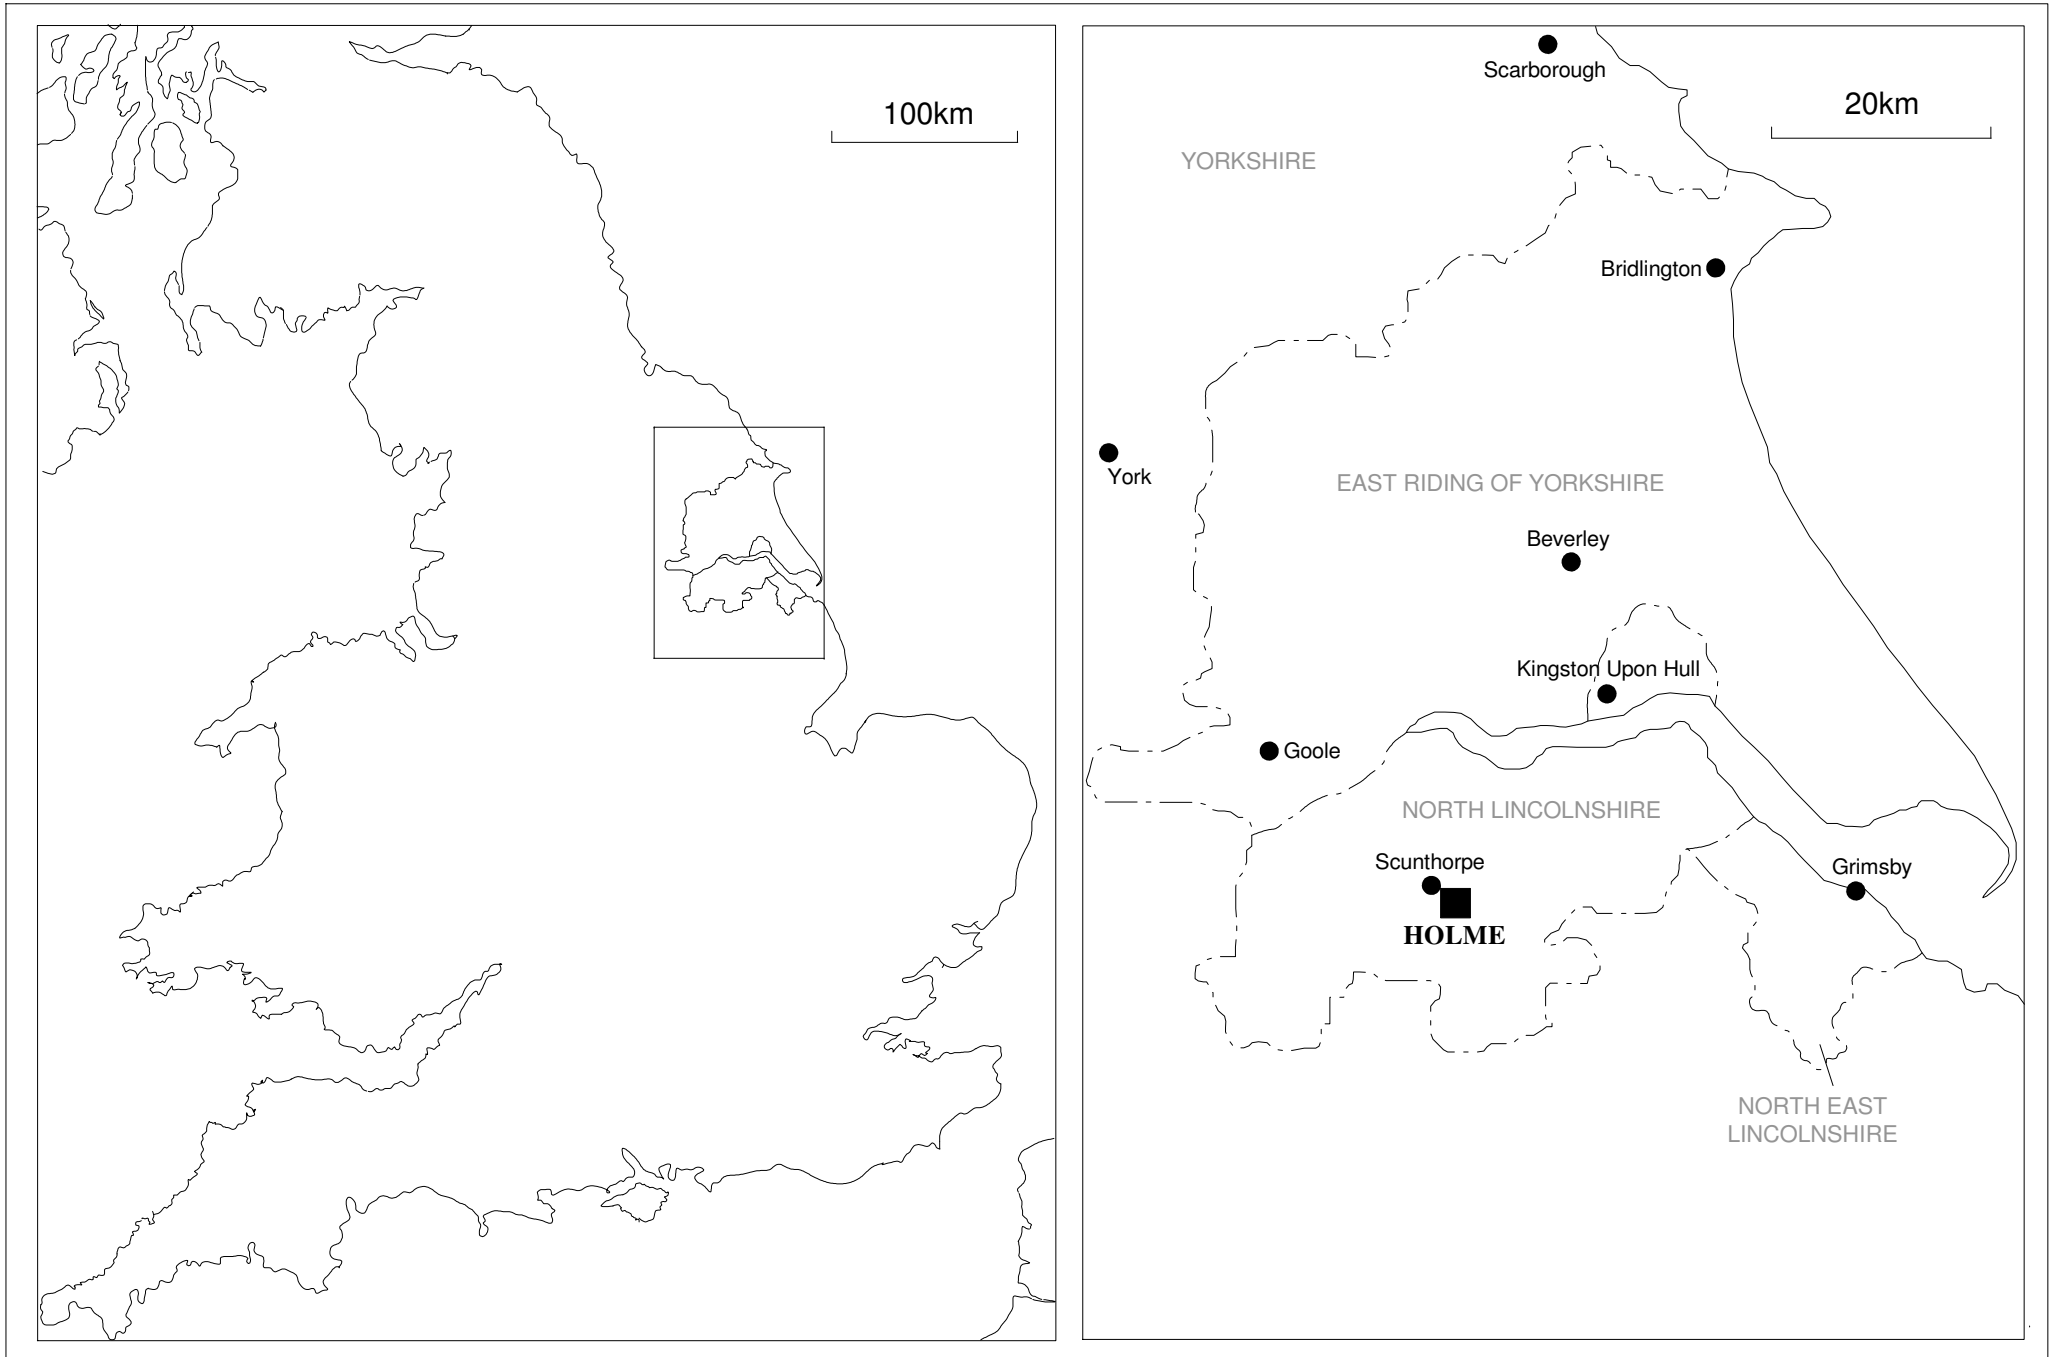 100km
Scarborough
20km
YORKSHIRE
Bridlington
York
EAST RIDING OF YORKSHIRE
Beverley
Kingston Upon Hull
Goole
NORTH LINCOLNSHIRE
Scunthorpe
Grimsby
HOLME
NORTH EAST
LINCOLNSHIRE